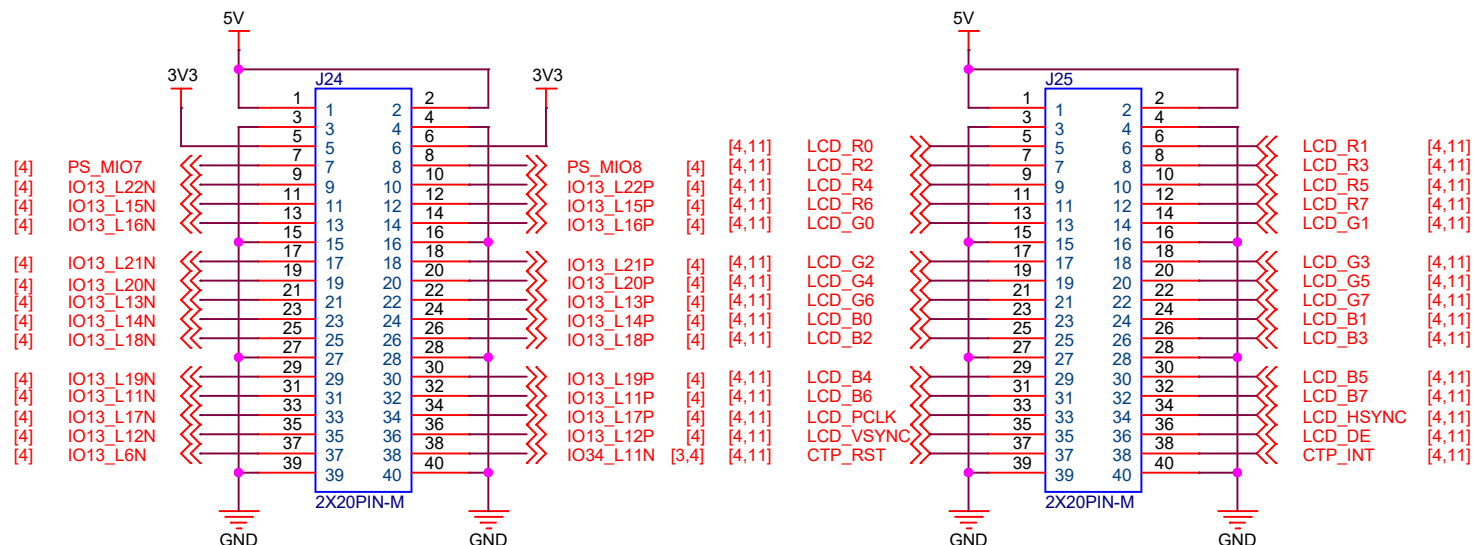 5V 5V
3V3 J24 3V3 J25
1 1 2 2 1 1 2 2
3 3 4 4 3 3 4 4
5 5 6 6 [4,11] LCD_R0 5 5 6 6 LCD_R1 [4,11]
[4] PS_MIO7 7 7 8 8 PS_MIO8 [4] [4,11] LCD_R2 7 7 8 8 LCD_R3 [4,11]
[4] IO13_L22N 9 9 10 10 IO13_L22P [4] [4,11] LCD_R4 9 9 10 10 LCD_R5 [4,11]
[4] IO13_L15N 11 11 12 12 IO13_L15P [4] [4,11] LCD_R6 11 11 12 12 LCD_R7 [4,11]
[4] IO13_L16N 13 13 14 14 IO13_L16P [4] [4,11] LCD_G0 13 13 14 14 LCD_G1 [4,11]
15 15 16 16 15 15 16 16
[4] IO13_L21N 17 17 18 18 IO13_L21P [4] [4,11] LCD_G2 17 17 18 18 LCD_G3 [4,11]
[4] IO13_L20N 19 19 20 20 IO13_L20P [4] [4,11] LCD_G4 19 19 20 20 LCD_G5 [4,11]
[4] IO13_L13N 21 21 22 22 IO13_L13P [4] [4,11] LCD_G6 21 21 22 22 LCD_G7 [4,11]
[4] IO13_L14N 23 23 24 24 IO13_L14P [4] [4,11] LCD_B0 23 23 24 24 LCD_B1 [4,11]
[4] IO13_L18N 25 25 26 26 IO13_L18P [4] [4,11] LCD_B2 25 25 26 26 LCD_B3 [4,11]
27 27 28 28 27 27 28 28
[4] IO13_L19N 29 29 30 30 IO13_L19P [4] [4,11] LCD_B4 29 29 30 30 LCD_B5 [4,11]
[4] IO13_L11N 31 31 32 32 IO13_L11P [4] [4,11] LCD_B6 31 31 32 32 LCD_B7 [4,11]
[4] IO13_L17N 33 33 34 34 IO13_L17P [4] [4,11] LCD_PCLK 33 33 34 34 LCD_HSYNC [4,11]
[4] IO13_L12N 35 35 36 36 IO13_L12P [4] [4,11] LCD_VSYNC 35 35 36 36 LCD_DE [4,11]
[4] IO13_L6N 37 37 38 38 IO34_L11N [3,4] [4,11] CTP_RST 37 37 38 38 CTP_INT [4,11]
39 39 40 40 39 39 40 40
2X20PIN-M 2X20PIN-M
GND GND GND GND